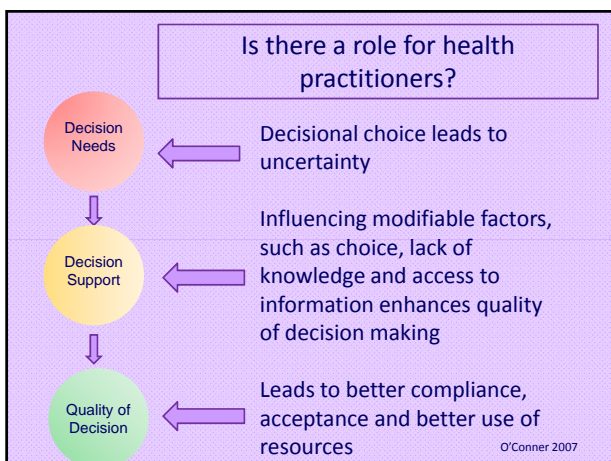 Is there a role for health
practitioners?
Decision
Needs
Decisional choice leads to
uncertainty
Decision
Support
Influencing modifiable factors,
such as choice, lack of
knowledge and access to
information enhances quality
of decision making
Quality of
Decision
Leads to better compliance,
acceptance and better use of
resources
O'Conner 2007